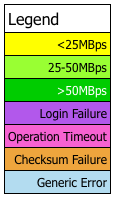 Legend
<25MBps
25-50MBps
>50MBps
Login Failure
Operation Timeout
Checksum Failure
Generic Error